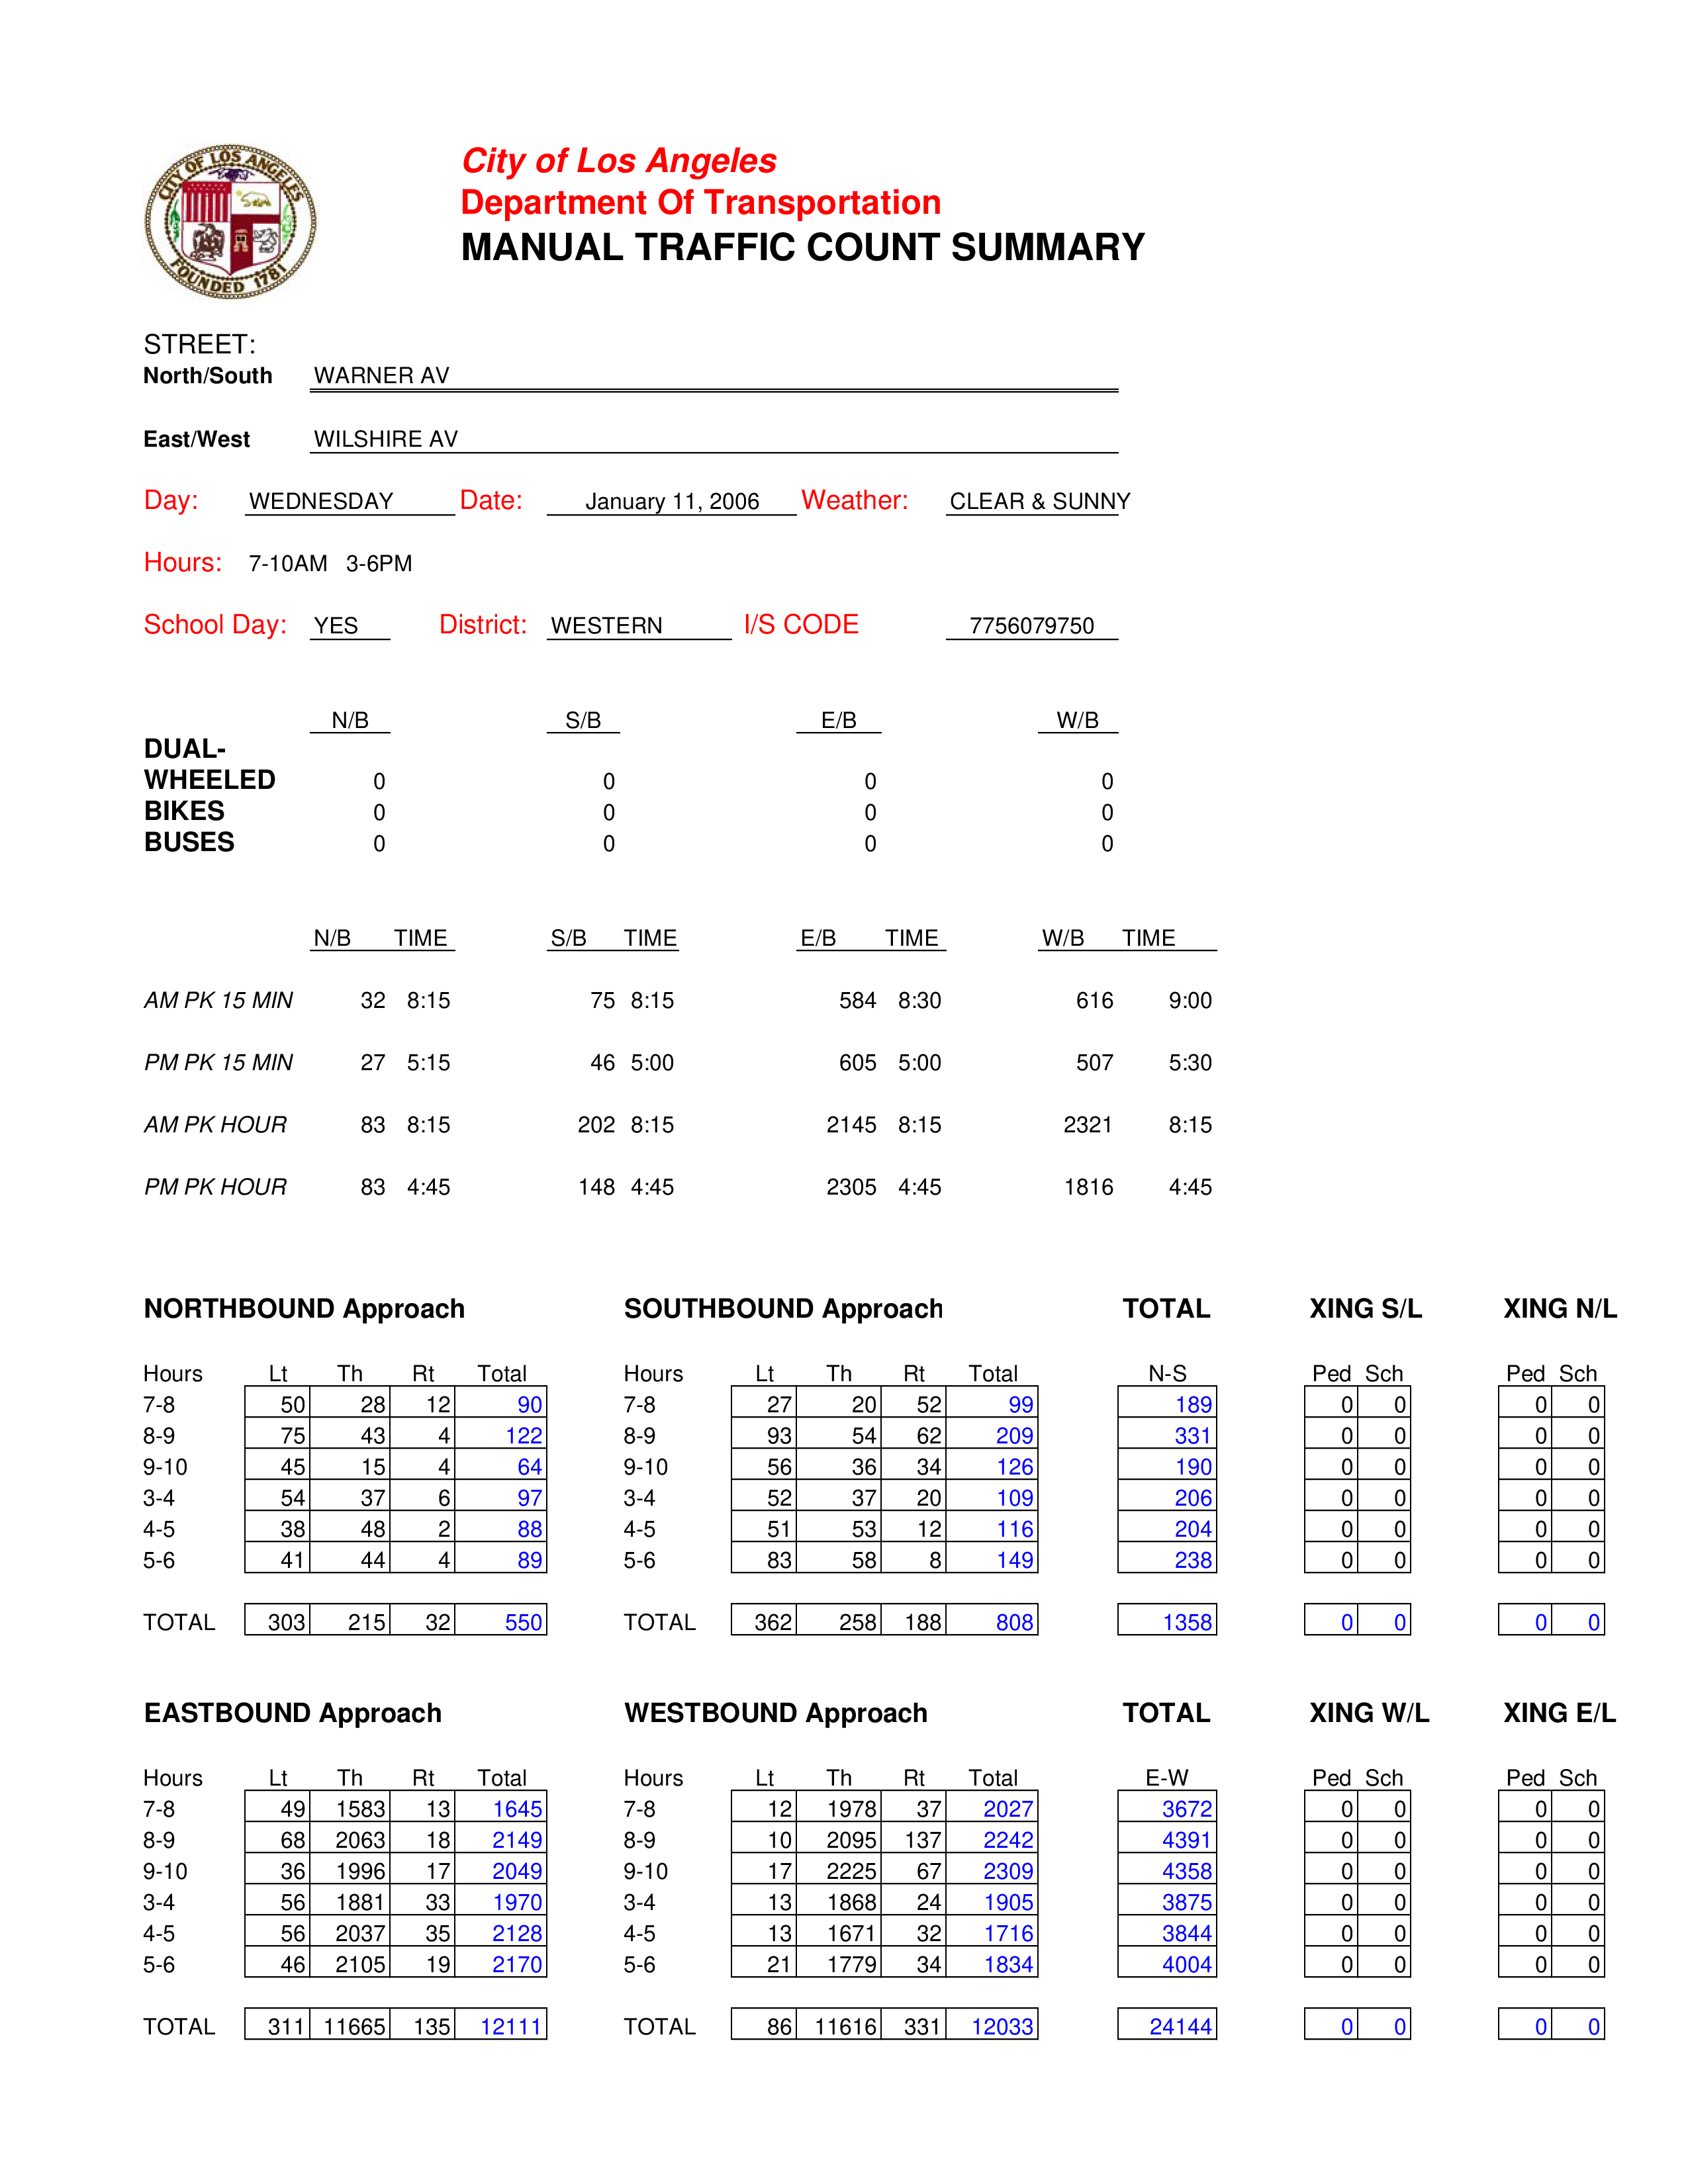 CITY OF LOS ANGELES
FOUNDED 1781
City of Los Angeles
Department Of Transportation
MANUAL TRAFFIC COUNT SUMMARY
STREET:
North/South WARNER AV
East/West WILSHIRE AV
Day: WEDNESDAY Date: January 11, 2006 Weather: CLEAR & SUNNY
Hours: 7-10AM 3-6PM
School Day: YES District: WESTERN I/S CODE 7756079750
N/B S/B E/B W/B
DUAL-
WHEELED 0 0 0 0
BIKES 0 0 0 0
BUSES 0 0 0 0
N/B TIME S/B TIME E/B TIME W/B TIME
AM PK 15 MIN 32 8:15 75 8:15 584 8:30 616 9:00
PM PK 15 MIN 27 5:15 46 5:00 605 5:00 507 5:30
AM PK HOUR 83 8:15 202 8:15 2145 8:15 2321 8:15
PM PK HOUR 83 4:45 148 4:45 2305 4:45 1816 4:45
NORTHBOUND Approach SOUTHBOUND Approach TOTAL XING S/L XING N/L
Hours Lt Th Rt Total Hours Lt Th Rt Total N-S Ped Sch Ped Sch
7-8 50 28 12 90 7-8 27 20 52 99 189 0 0 0 0
8-9 75 43 4 122 8-9 93 54 62 209 331 0 0 0 0
9-10 45 15 4 64 9-10 56 36 34 126 190 0 0 0 0
3-4 54 37 6 97 3-4 52 37 20 109 206 0 0 0 0
4-5 38 48 2 88 4-5 51 53 12 116 204 0 0 0 0
5-6 41 44 4 89 5-6 83 58 8 149 238 0 0 0 0
TOTAL 303 215 32 550 TOTAL 362 258 188 808 1358 0 0 0 0
EASTBOUND Approach WESTBOUND Approach TOTAL XING W/L XING E/L
Hours Lt Th Rt Total Hours Lt Th Rt Total E-W Ped Sch Ped Sch
7-8 49 1583 13 1645 7-8 12 1978 37 2027 3672 0 0 0 0
8-9 68 2063 18 2149 8-9 10 2095 137 2242 4391 0 0 0 0
9-10 36 1996 17 2049 9-10 17 2225 67 2309 4358 0 0 0 0
3-4 56 1881 33 1970 3-4 13 1868 24 1905 3875 0 0 0 0
4-5 56 2037 35 2128 4-5 13 1671 32 1716 3844 0 0 0 0
5-6 46 2105 19 2170 5-6 21 1779 34 1834 4004 0 0 0 0
TOTAL 311 11665 135 12111 TOTAL 86 11616 331 12033 24144 0 0 0 0